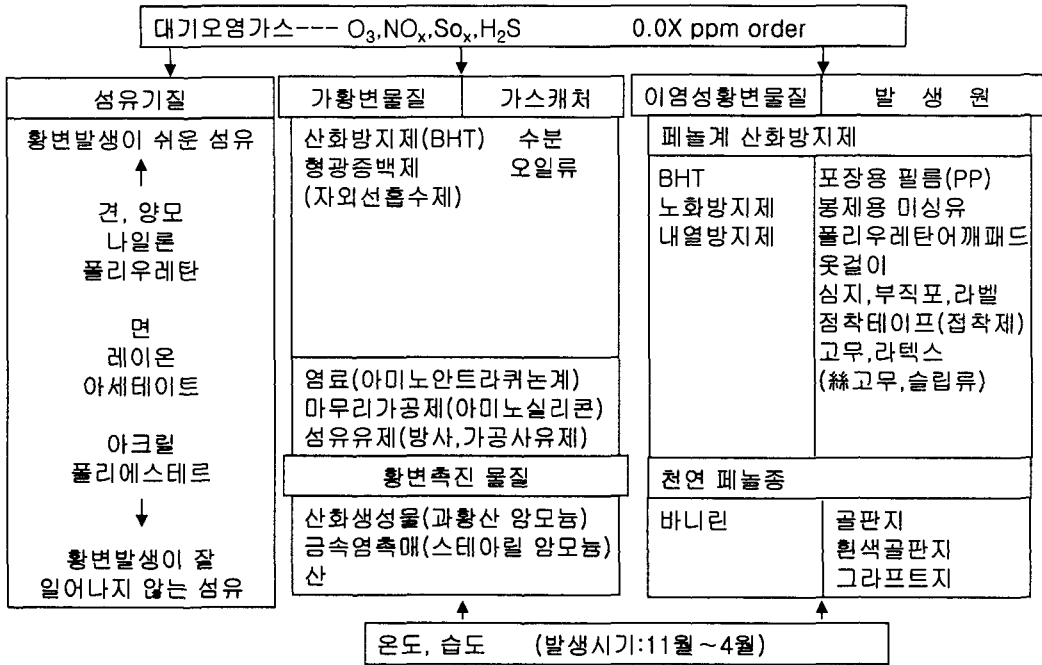 대기오염가스--- O₃,NOₓ,Soₓ,H₂S 0.0X ppm order
섬유기질
황변발생이 쉬운 섬유
견, 양모
나일론
폴리우레탄
면
레이온
아세테이트
아크릴
폴리에스테르
황변발생이 잘
일어나지 않는 섬유
가황변물질 가스캐처
산화방지제(BHT) 수분
형광증백제 오일류
(자외선흡수제)
염료(아미노안트라퀴논계)
마무리가공제(아미노실리콘)
섬유유제(방사,가공사유제)
황변촉진 물질
산화생성물(과황산 암모늄)
금속염촉매(스테아릴 암모늄)
산
이염성황변물질 발 생 원
페놀계 산화방지제
BHT 포장용 필름(PP)
노화방지제 봉제용 미싱유
내열방지제 폴리우레탄어깨패드
옷걸이
심지,부직포,라벨
점착테이프(접착제)
고무,라텍스
(絲고무,슬립류)
천연 페놀종
바니린 골판지
흰색골판지
그라프트지
온도, 습도 (발생시기:11월~4월)